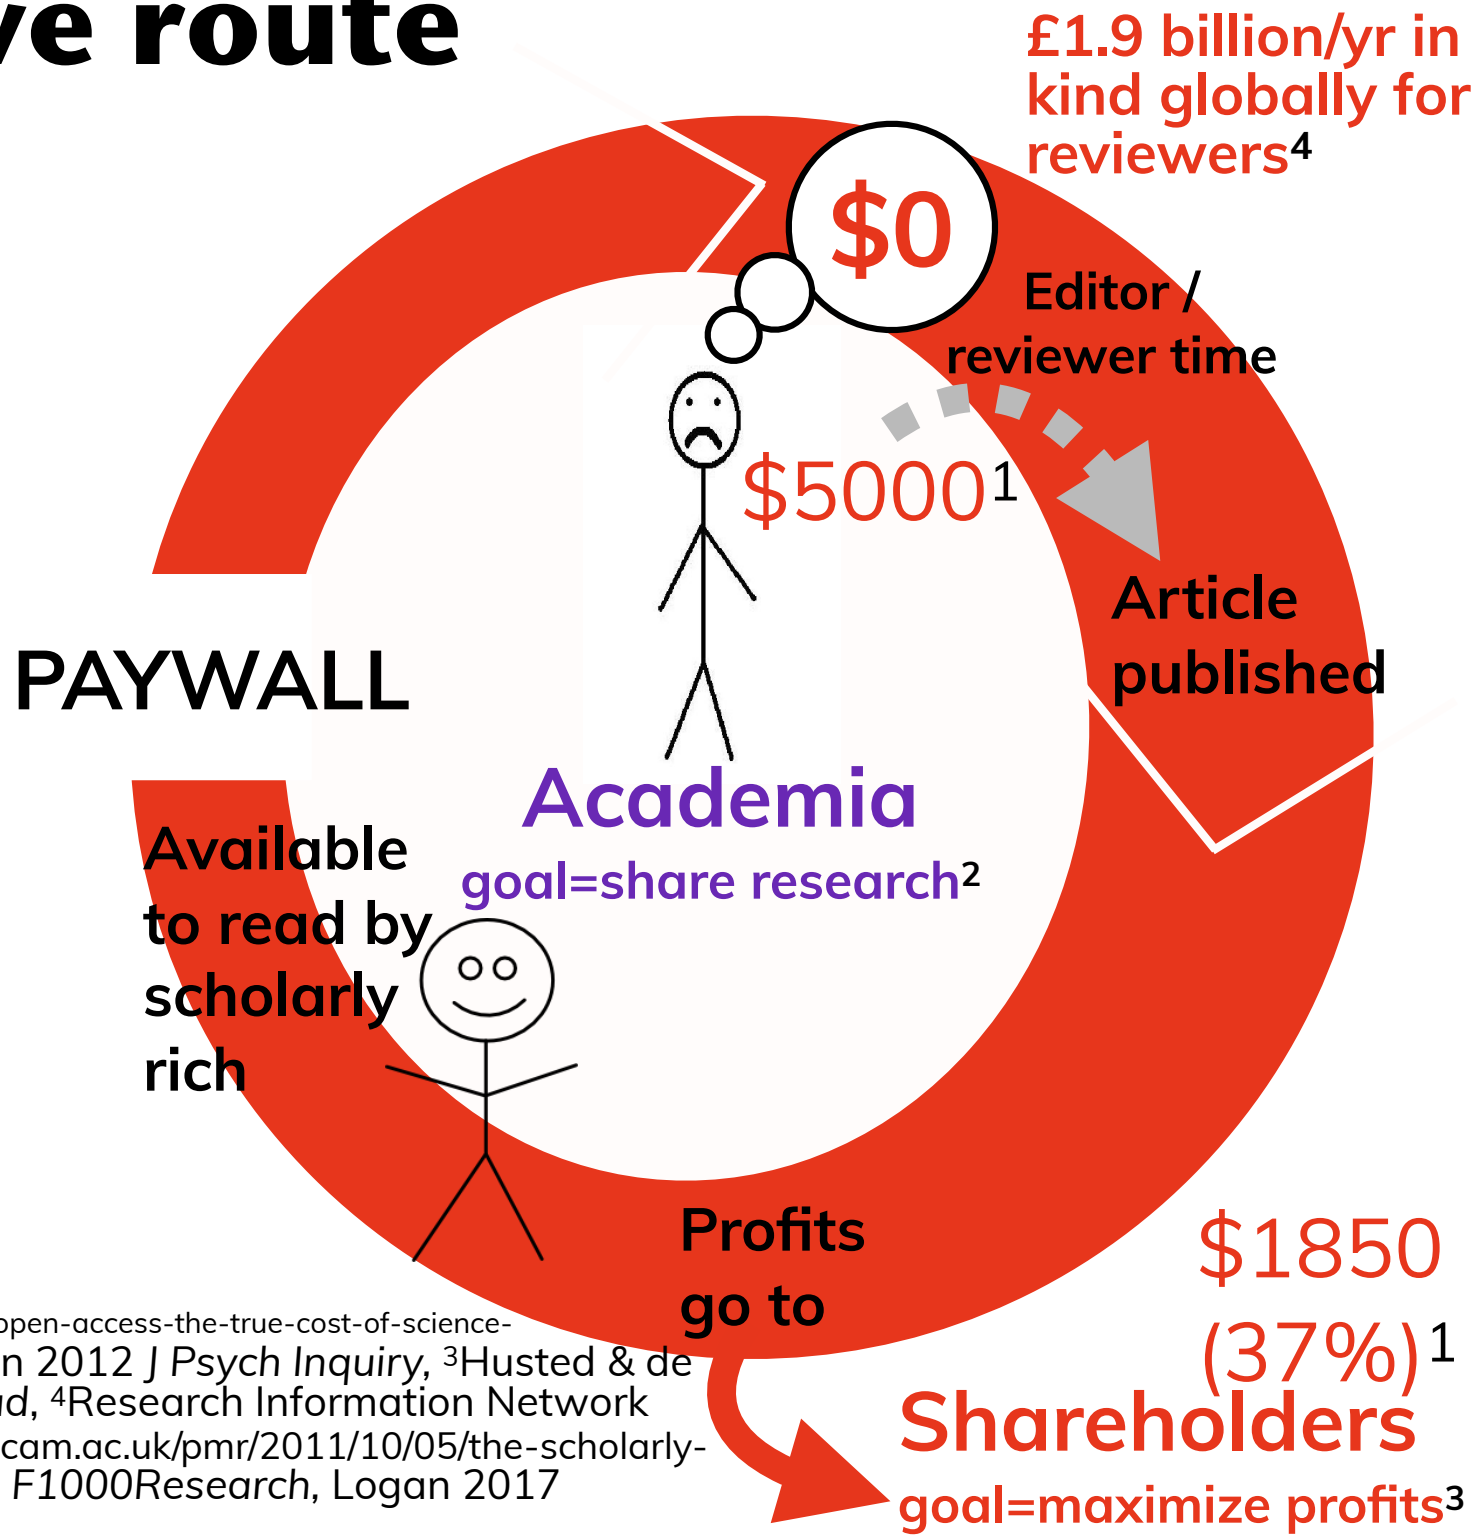 ve route
£1.9 billion/yr in
kind globally for
reviewers⁴
$0
Editor /
reviewer time
$5000¹
Article
published
PAYWALL
Academia
goal=share research²
Available
to read by
scholarly
rich
Profits
go to
$1850
(37%)¹
Shareholders
goal=maximize profits³
open-access-the-true-cost-of-science-
n 2012 J Psych Inquiry, ³Husted & de
d, ⁴Research Information Network
cam.ac.uk/pmr/2011/10/05/the-scholarly-
F1000Research, Logan 2017